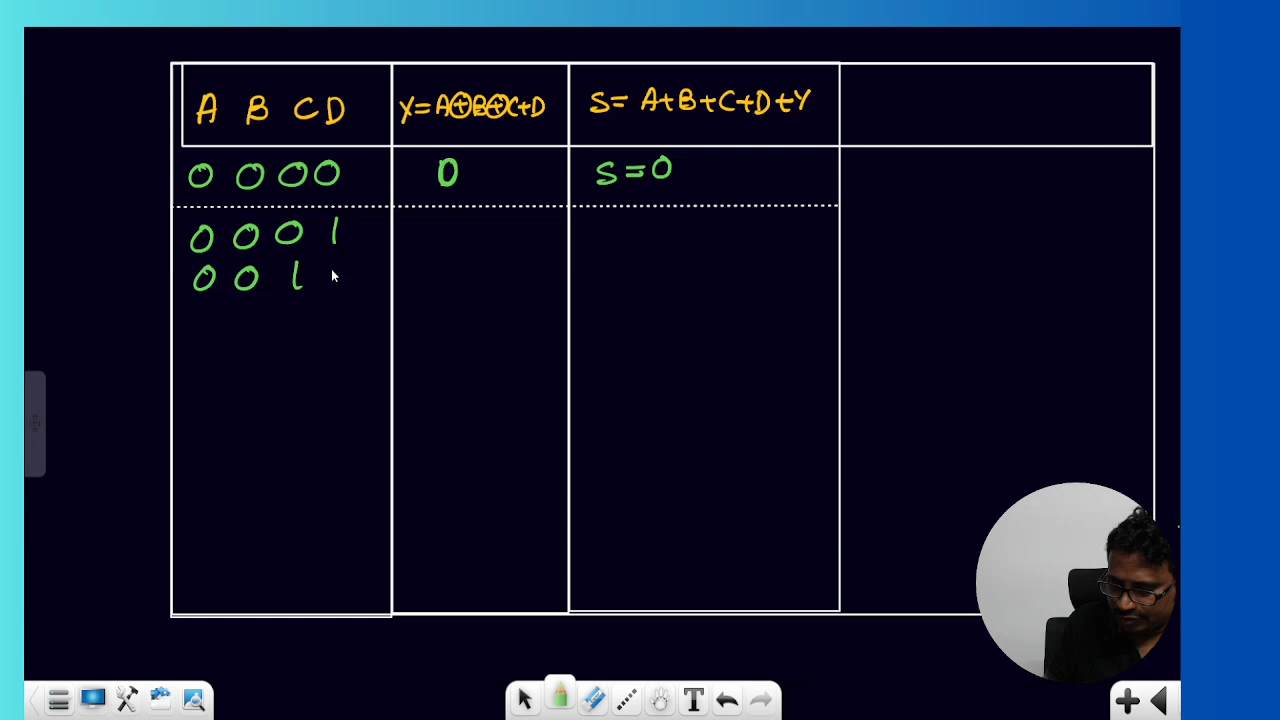 A B C D Y=A⊕B⊕C+D S= A+B+C+D+Y
0 0 0 0 0 S=0
0 0 0 1
0 0 1
T